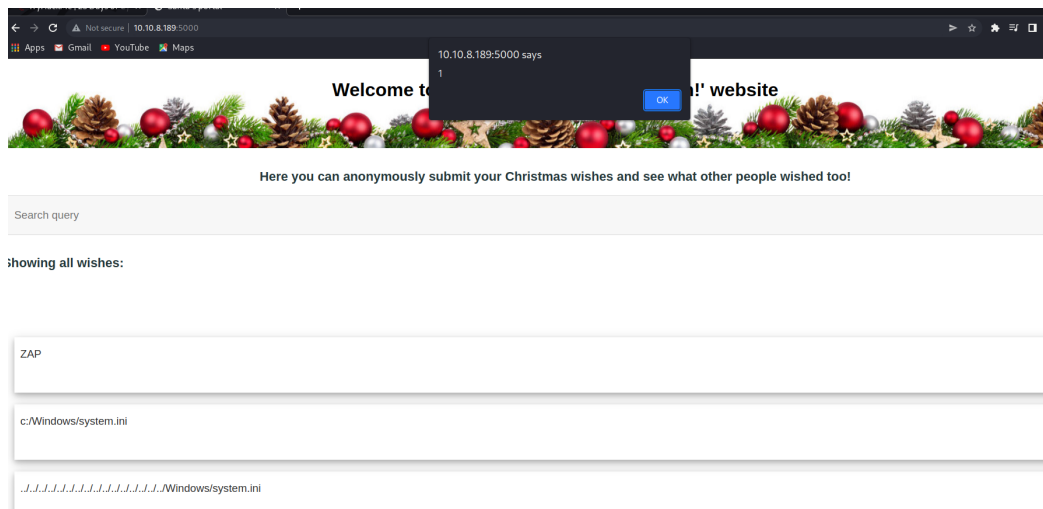 Not secure | 10.10.8.189:5000
Apps Gmail YouTube Maps
10.10.8.189:5000 says
1
OK
Welcome to !' website
Here you can anonymously submit your Christmas wishes and see what other people wished too!
Search query
Showing all wishes:
ZAP
c:/Windows/system.ini
../../../../../../../../../../../../../../../../Windows/system.ini